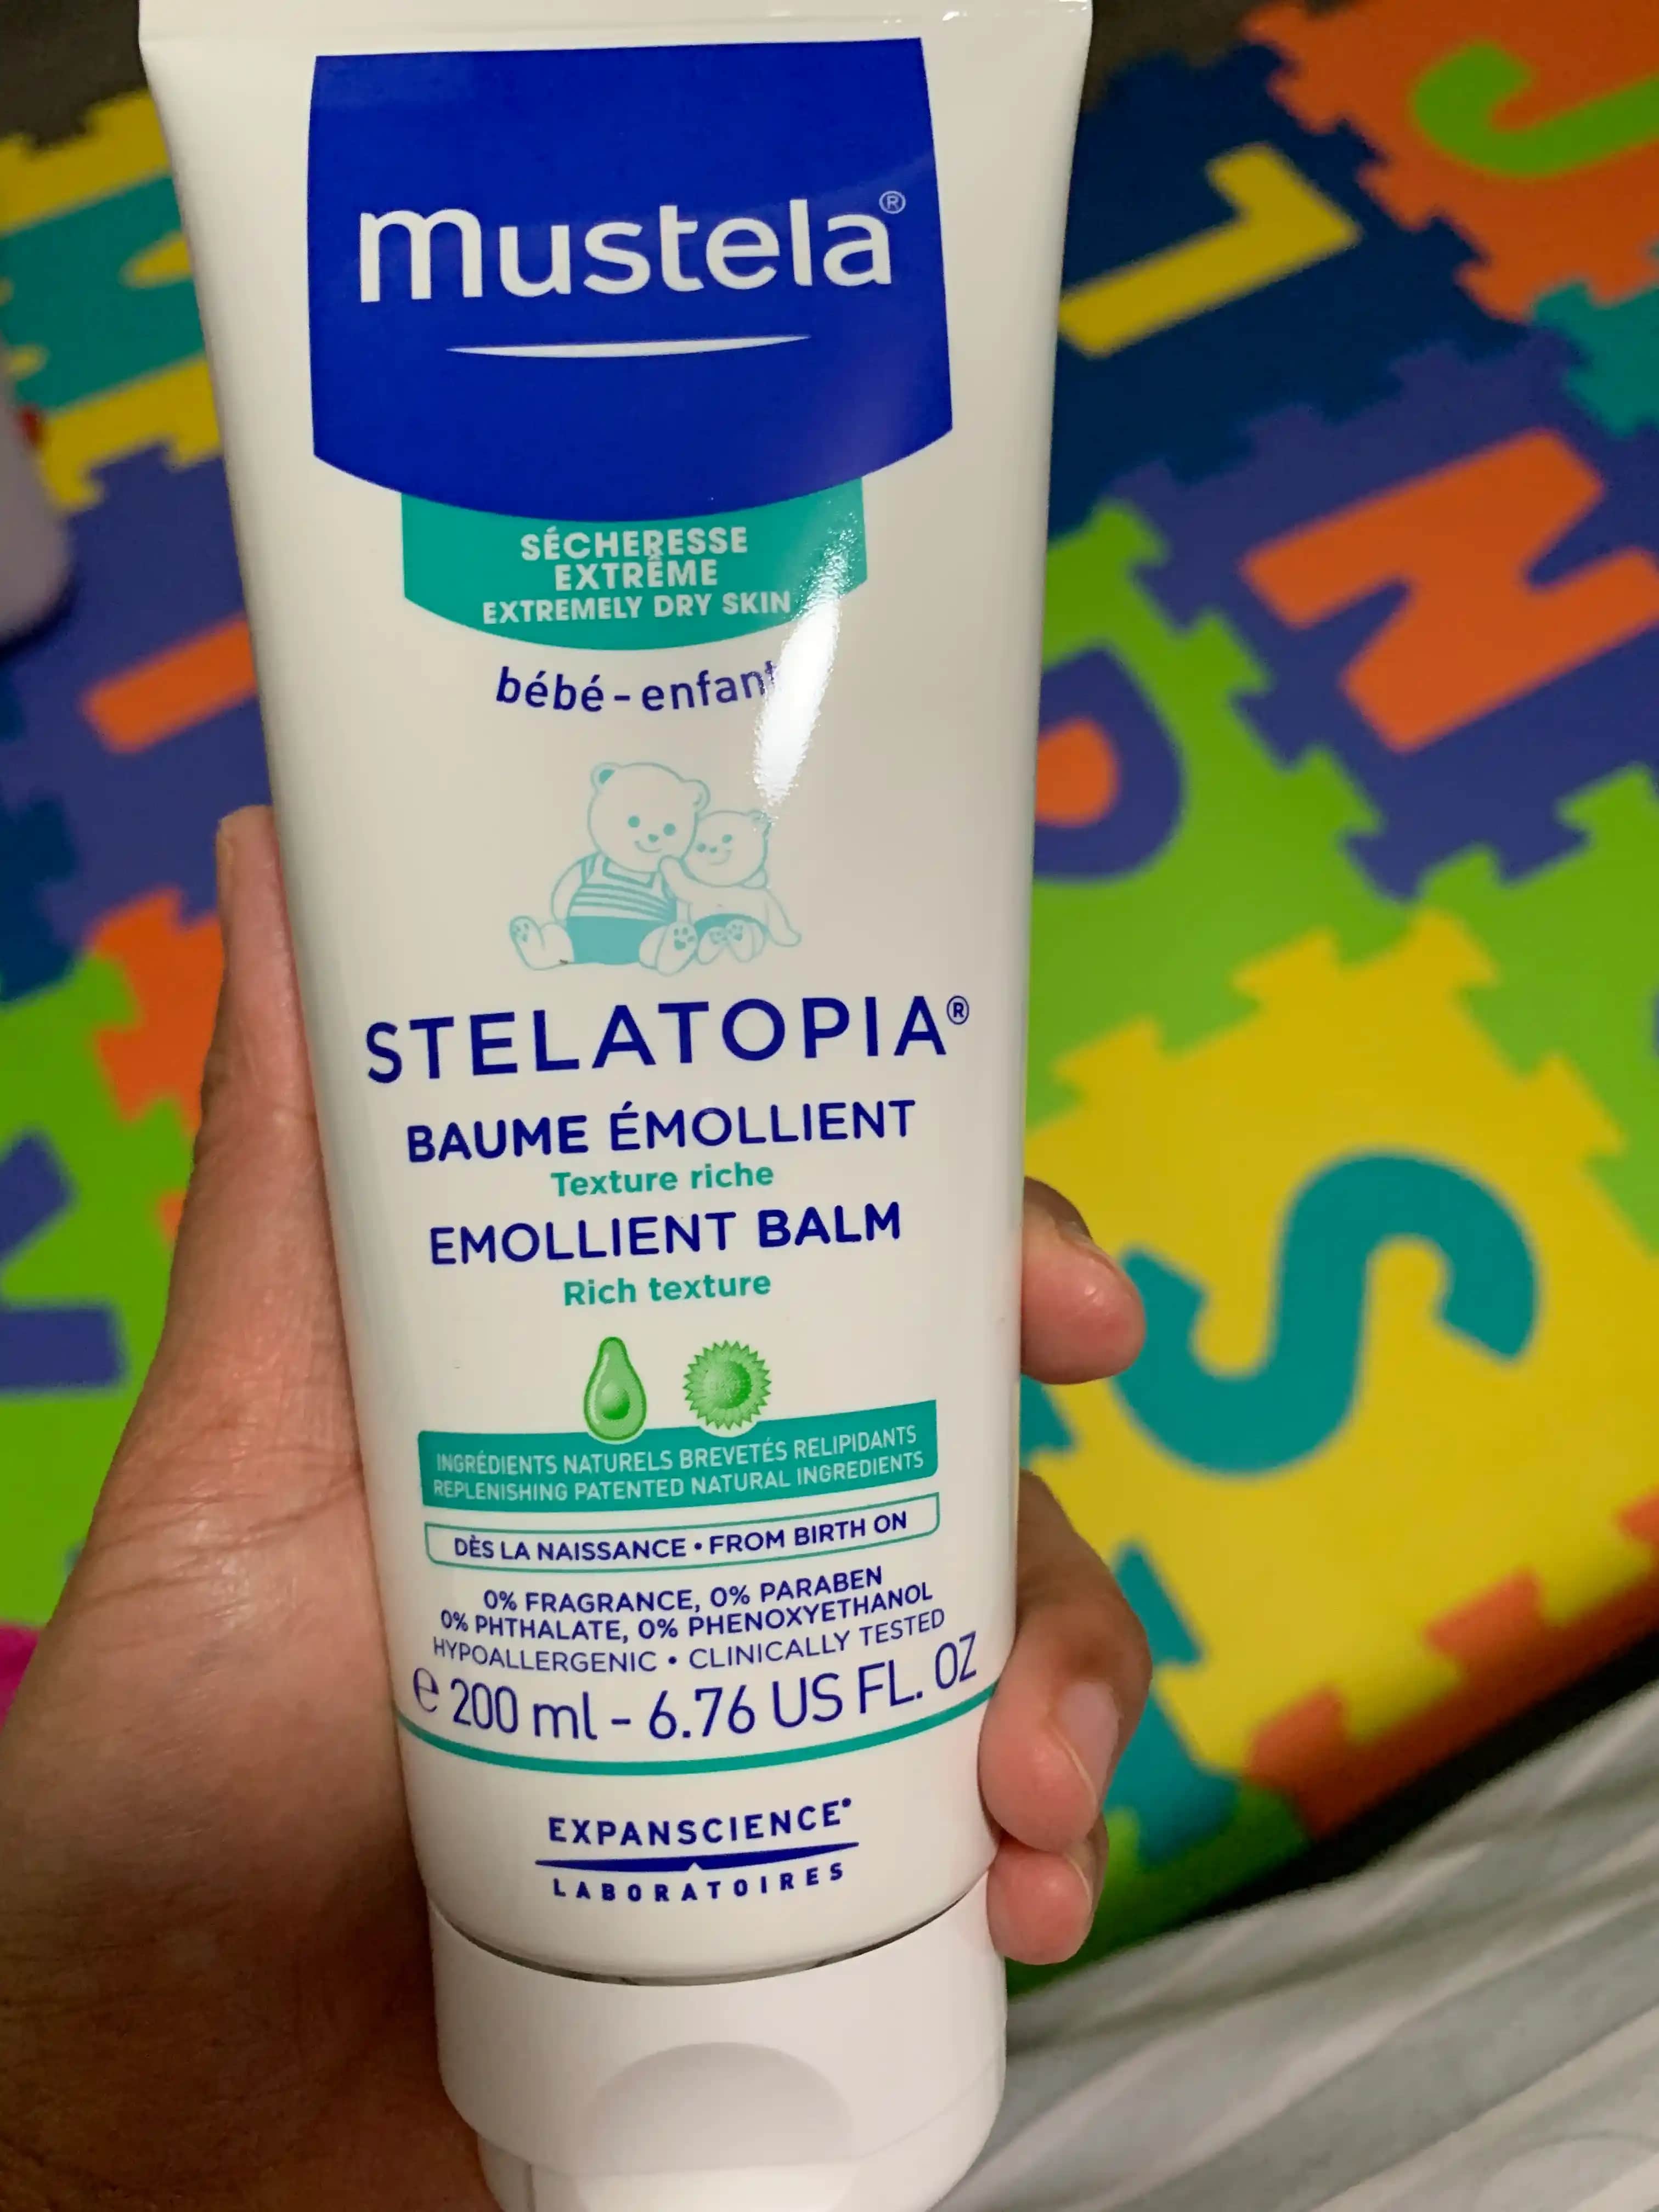 mustela®
SÉCHERESSE
EXTRÊME
EXTREMELY DRY SKIN
bébé-enfant
STELATOPIA®
BAUME ÉMOLLIENT
Texture riche
EMOLLIENT BALM
Rich texture
INGRÉDIENTS NATURELS BREVETÉS RELIPIDANTS
REPLENISHING PATENTED NATURAL INGREDIENTS
DÈS LA NAISSANCE • FROM BIRTH ON
0% FRAGRANCE, 0% PARABEN
0% PHTHALATE, 0% PHENOXYETHANOL
HYPOALLERGENIC • CLINICALLY TESTED
℮ 200 ml - 6.76 US FL. OZ
EXPANSCIENCE
LABORATOIRES
J
L
N
P
S